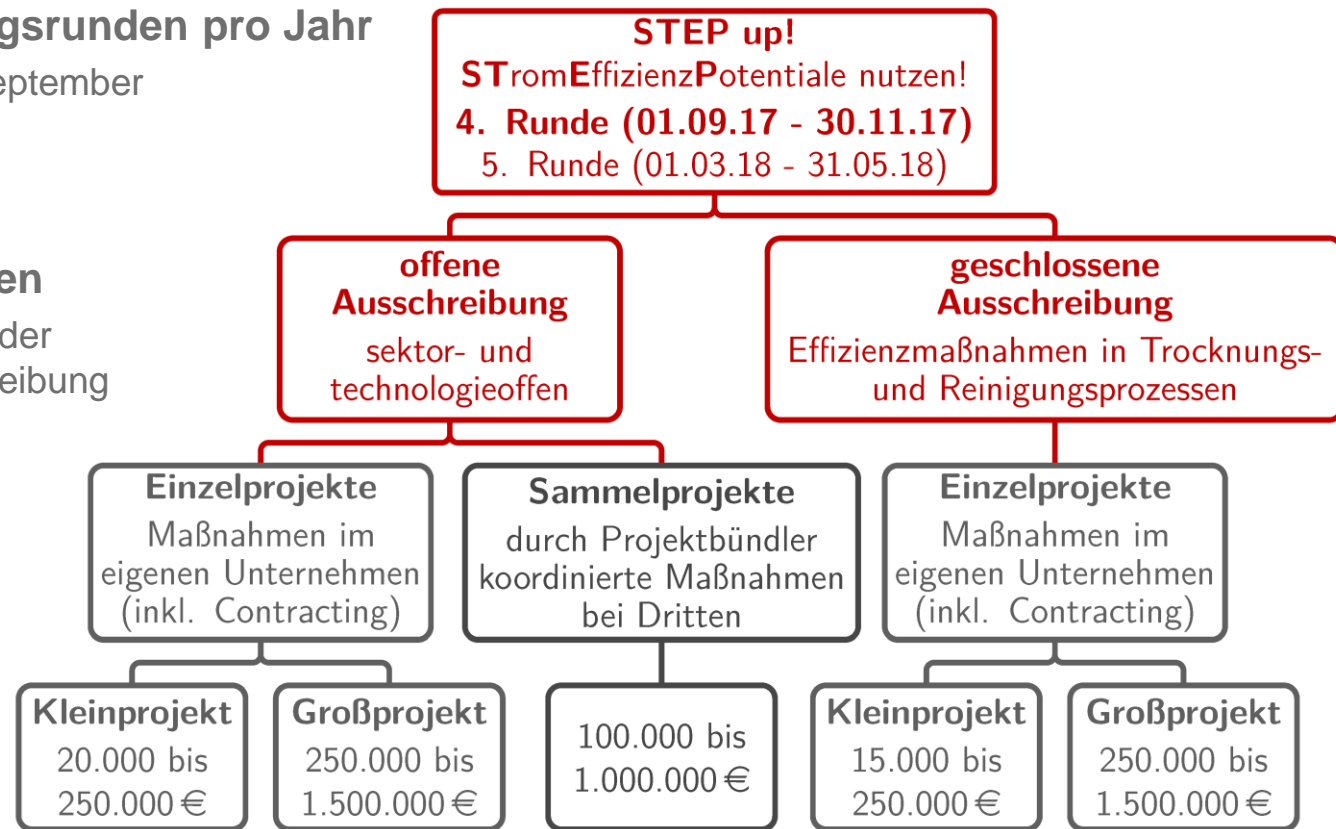 gsrunden pro Jahr
eptember
en
der
eibung
STEP up!
STromEffizienzPotentiale nutzen!
4. Runde (01.09.17 - 30.11.17)
5. Runde (01.03.18 - 31.05.18)
offene
Ausschreibung
sektor- und
technologieoffen
geschlossene
Ausschreibung
Effizienzmaßnahmen in Trocknungs-
und Reinigungsprozessen
Einzelprojekte
Maßnahmen im
eigenen Unternehmen
(inkl. Contracting)
Sammelprojekte
durch Projektbündler
koordinierte Maßnahmen
bei Dritten
Einzelprojekte
Maßnahmen im
eigenen Unternehmen
(inkl. Contracting)
Kleinprojekt
20.000 bis
250.000 €
Großprojekt
250.000 bis
1.500.000 €
100.000 bis
1.000.000 €
Kleinprojekt
15.000 bis
250.000 €
Großprojekt
250.000 bis
1.500.000 €